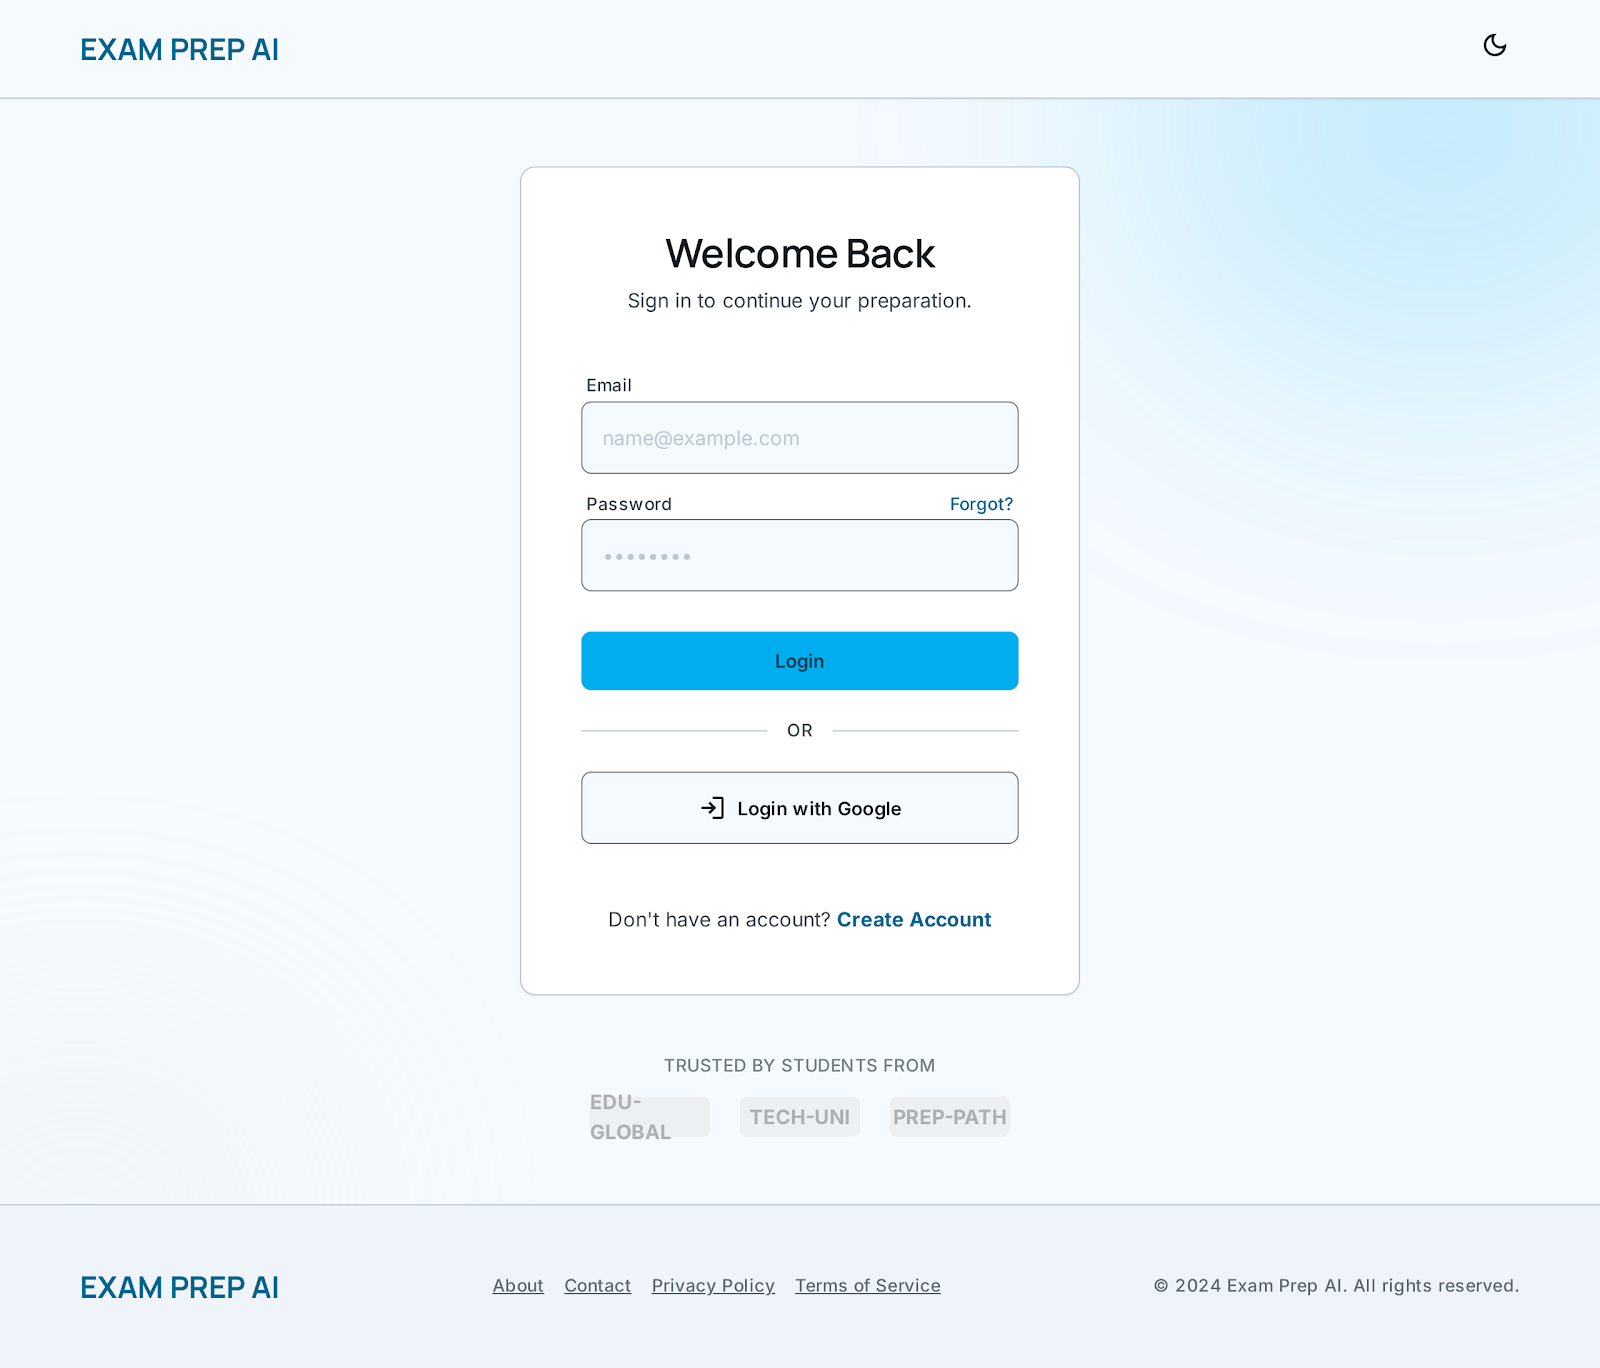 EXAM PREP AI
Welcome Back
Sign in to continue your preparation.
Email
name@example.com
Password
Forgot?
••••••••
Login
OR
Login with Google
Don't have an account? Create Account
TRUSTED BY STUDENTS FROM
EDU-
GLOBAL
TECH-UNI
PREP-PATH
EXAM PREP AI
About
Contact
Privacy Policy
Terms of Service
© 2024 Exam Prep AI. All rights reserved.